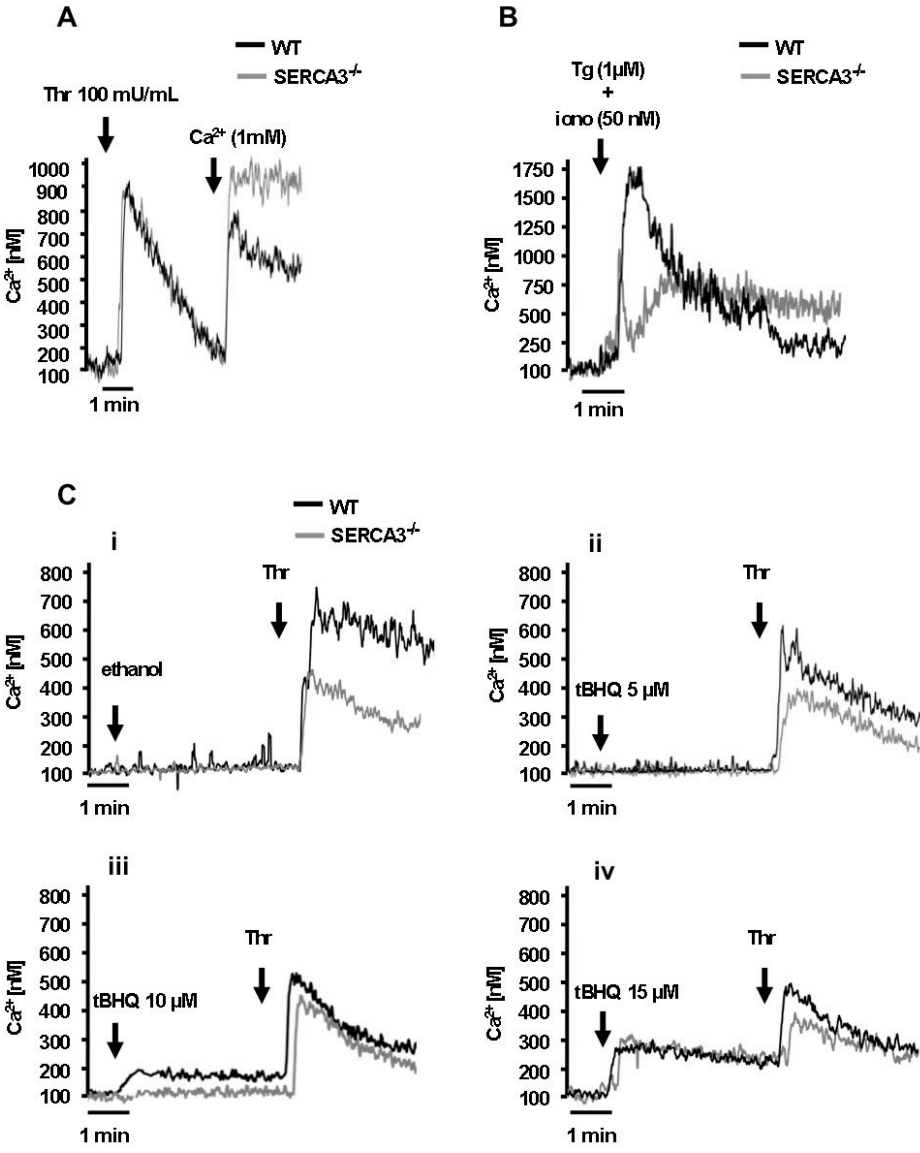 A
WT
SERCA3-/-
Thr 100 mU/mL
Ca2+ (1mM)
1000
900
800
700
600
500
400
300
200
100
Ca2+ [nM]
1 min
B
WT
SERCA3-/-
Tg (1µM)
+
iono (50 nM)
1750
1500
1250
1000
750
500
250
100
Ca2+ [nM]
1 min
C
WT
SERCA3-/-
i
Thr
ethanol
800
700
600
500
400
300
200
100
Ca2+ [nM]
1 min
ii
Thr
tBHQ 5 µM
800
700
600
500
400
300
200
100
Ca2+ [nM]
1 min
iii
Thr
tBHQ 10 µM
800
700
600
500
400
300
200
100
Ca2+ [nM]
1 min
iv
Thr
tBHQ 15 µM
800
700
600
500
400
300
200
100
Ca2+ [nM]
1 min